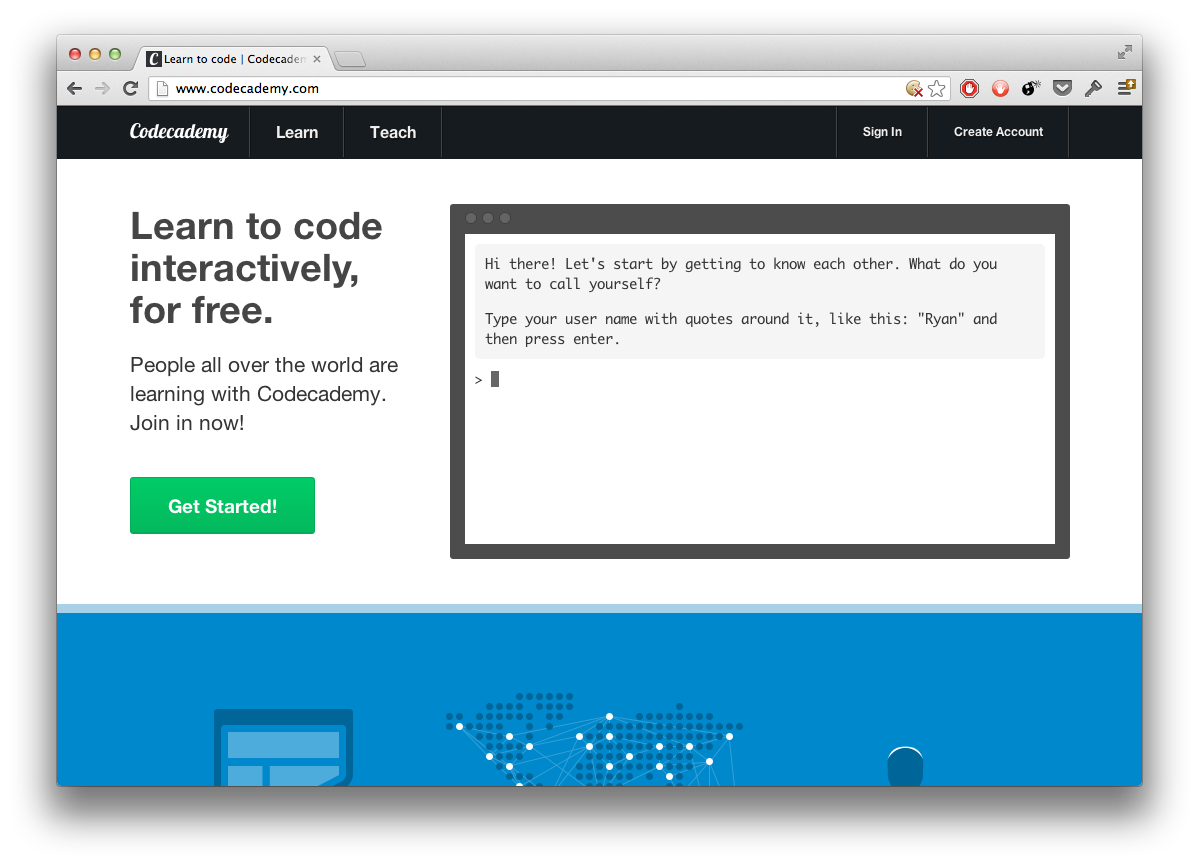 Learn to code | Codecaden
www.codecademy.com
Codecademy
Learn
Teach
Sign In
Create Account
Learn to code
interactively,
for free.
People all over the world are
learning with Codecademy.
Join in now!
Get Started!
Hi there! Let's start by getting to know each other. What do you
want to call yourself?
Type your user name with quotes around it, like this: "Ryan" and
then press enter.
>